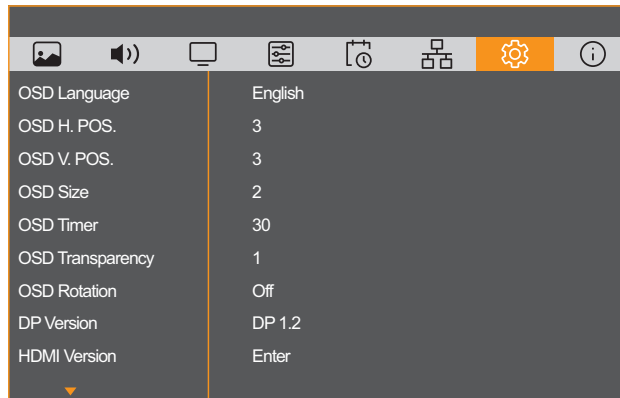 OSD Language English
OSD H. POS. 3
OSD V. POS. 3
OSD Size 2
OSD Timer 30
OSD Transparency 1
OSD Rotation Off
DP Version DP 1.2
HDMI Version Enter